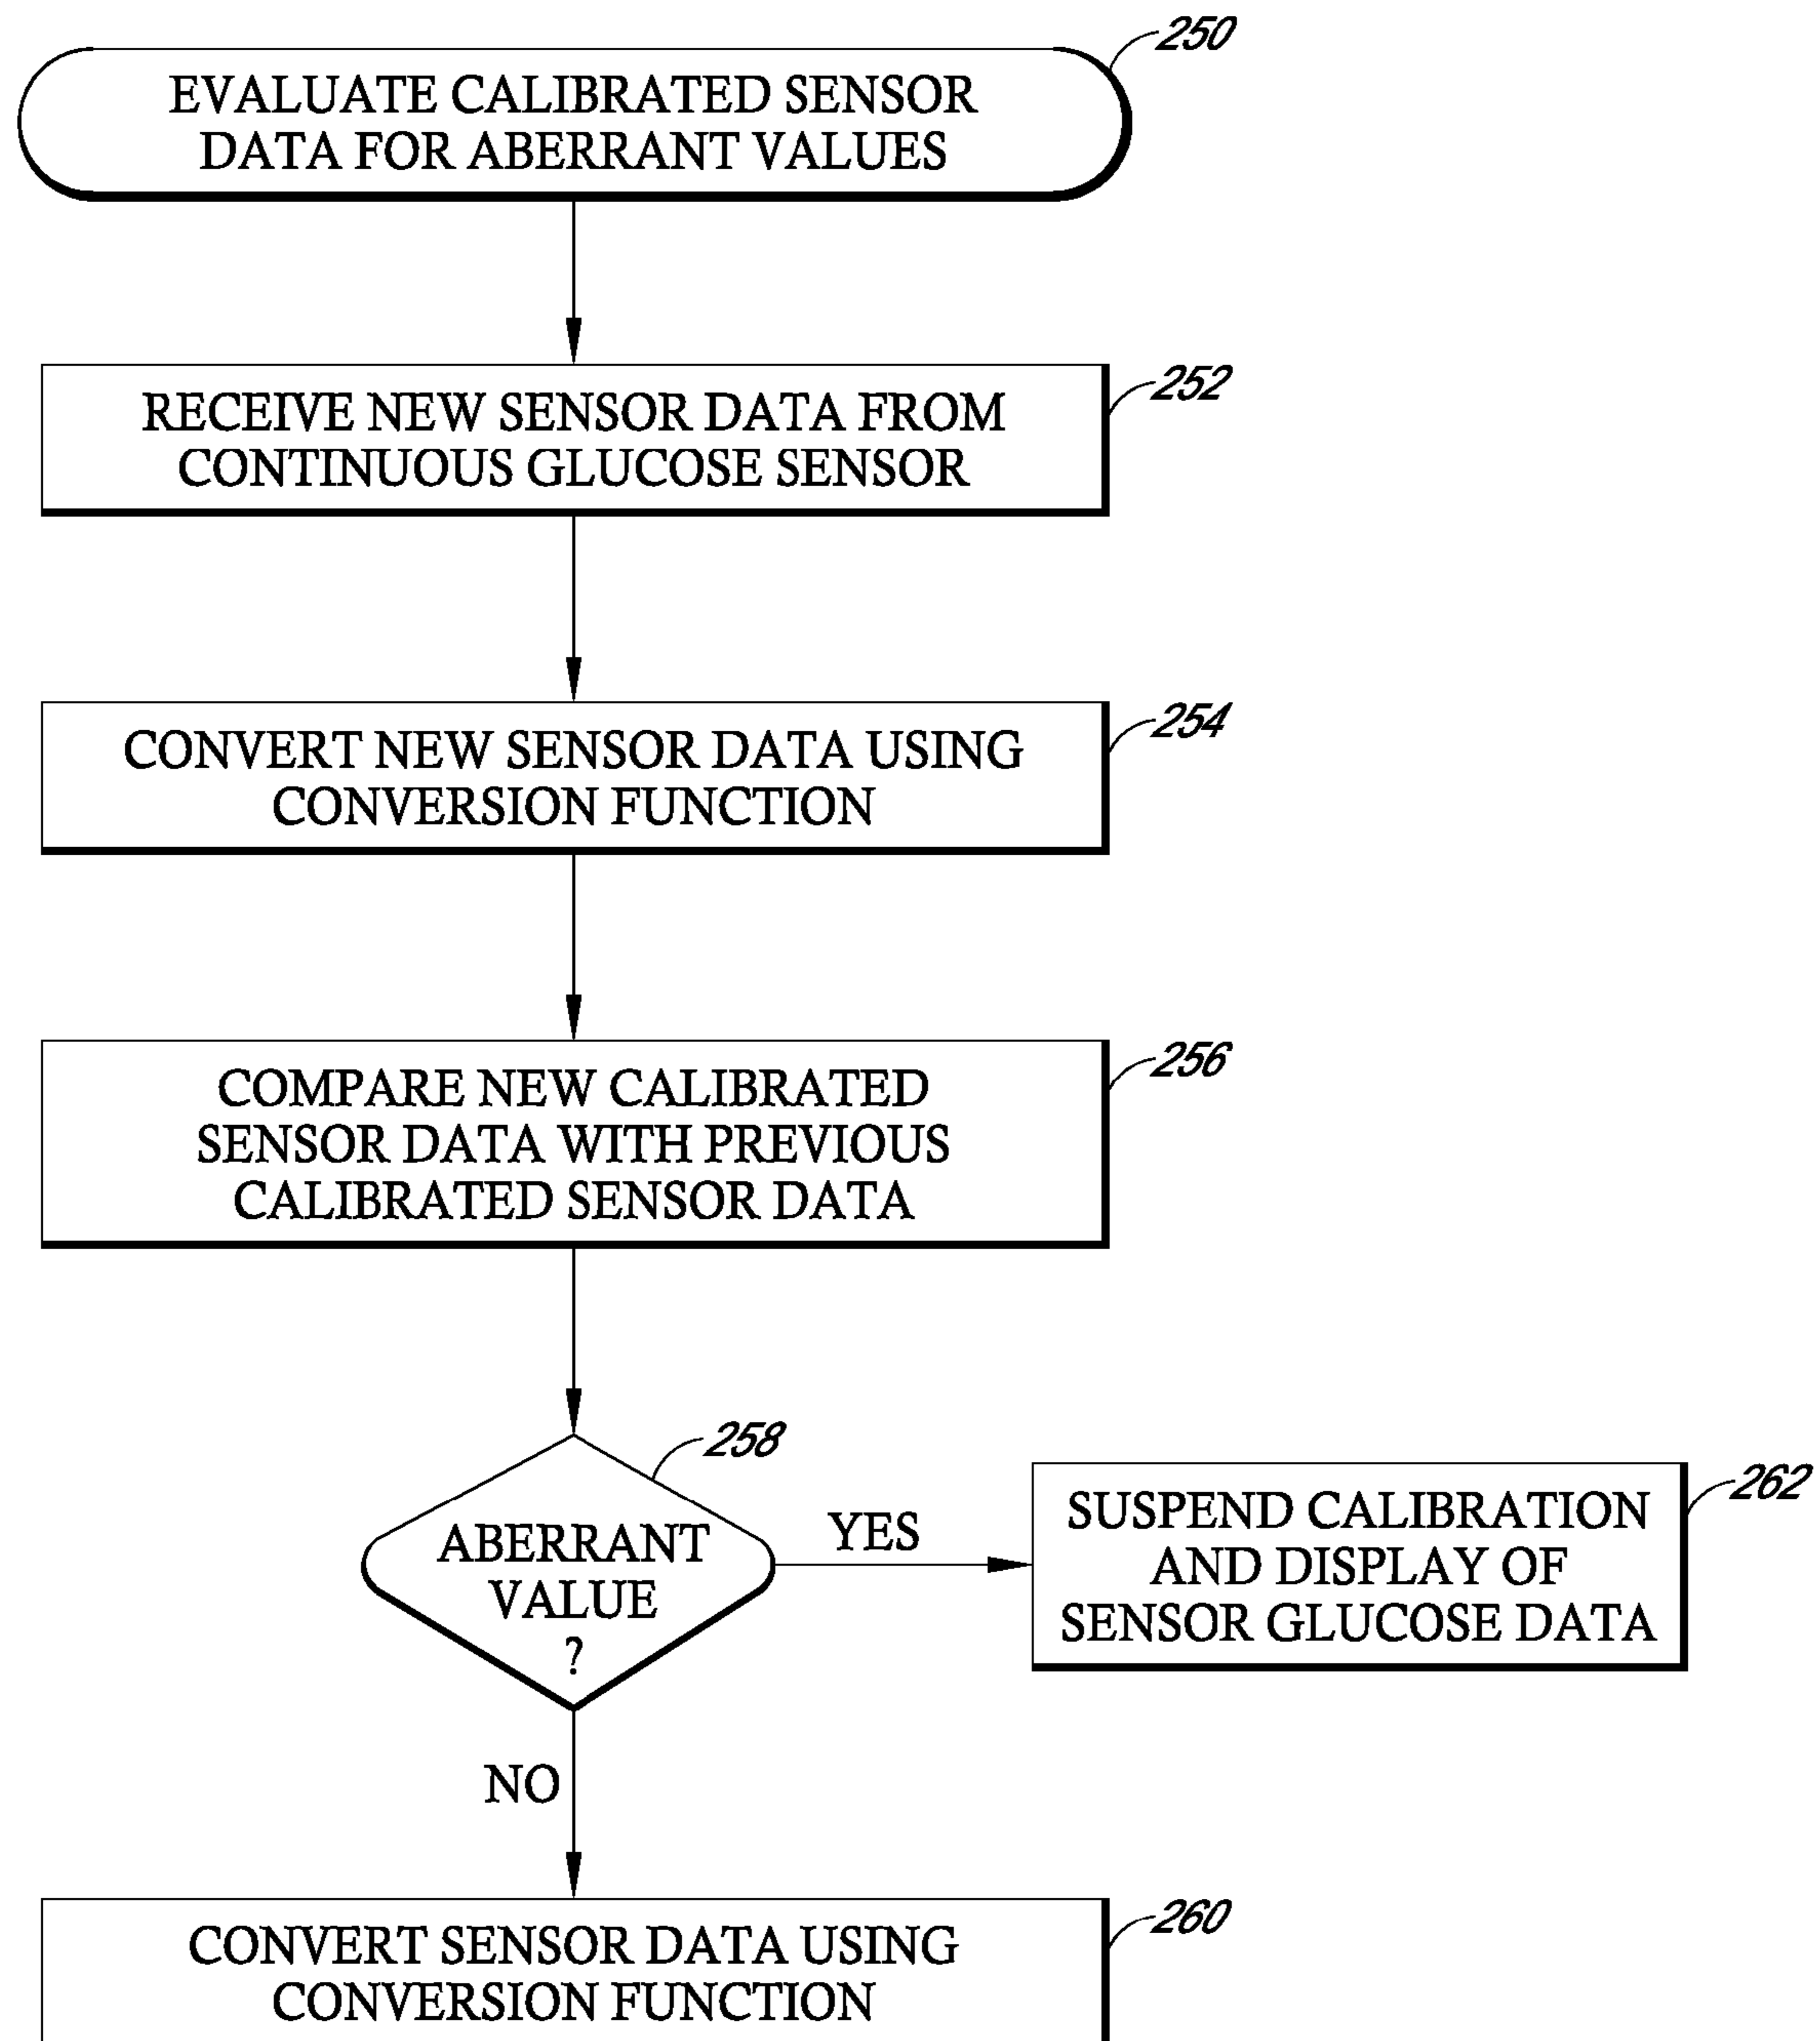 250
EVALUATE CALIBRATED SENSOR
DATA FOR ABERRANT VALUES
252
RECEIVE NEW SENSOR DATA FROM
CONTINUOUS GLUCOSE SENSOR
254
CONVERT NEW SENSOR DATA USING
CONVERSION FUNCTION
256
COMPARE NEW CALIBRATED
SENSOR DATA WITH PREVIOUS
CALIBRATED SENSOR DATA
258
ABERRANT
VALUE
?
YES
262
SUSPEND CALIBRATION
AND DISPLAY OF
SENSOR GLUCOSE DATA
NO
260
CONVERT SENSOR DATA USING
CONVERSION FUNCTION